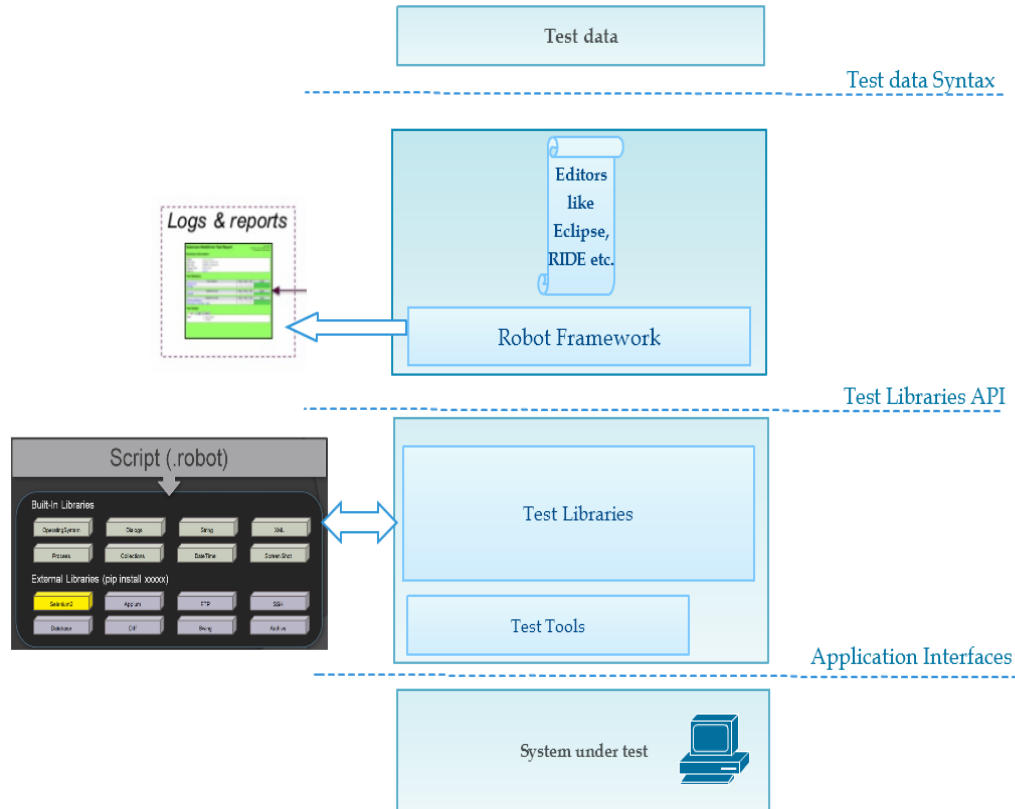 Test data
Test data Syntax
Editors
like
Eclipse,
RIDE etc.
Logs & reports
Robot Framework
Test Libraries API
Script (.robot)
Built-In Libraries
OperatingSystem
Dialogs
String
XML
Process
Collections
DateTime
ScreenShot
External Libraries (pip install xxxxx)
Selenium2
Appium
FTP
SSH
Database
Diff
Swing
Archive
Test Libraries
Test Tools
Application Interfaces
System under test